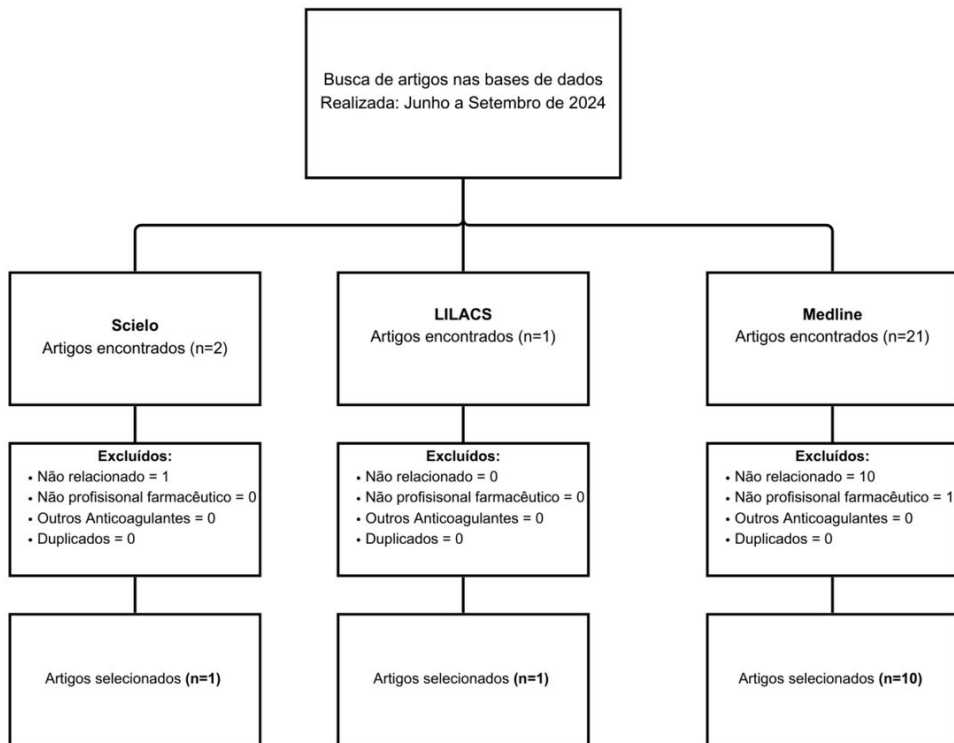 Busca de artigos nas bases de dados
Realizada: Junho a Setembro de 2024
Scielo
Artigos encontrados (n=2)
LILACS
Artigos encontrados (n=1)
Medline
Artigos encontrados (n=21)
Excluídos:
• Não relacionado = 1
• Não profisisonal farmacêutico = 0
• Outros Anticoagulantes = 0
• Duplicados = 0
Excluídos:
• Não relacionado = 0
• Não profisisonal farmacêutico = 0
• Outros Anticoagulantes = 0
• Duplicados = 0
Excluídos:
• Não relacionado = 10
• Não profisisonal farmacêutico = 1
• Outros Anticoagulantes = 0
• Duplicados = 0
Artigos selecionados (n=1)
Artigos selecionados (n=1)
Artigos selecionados (n=10)